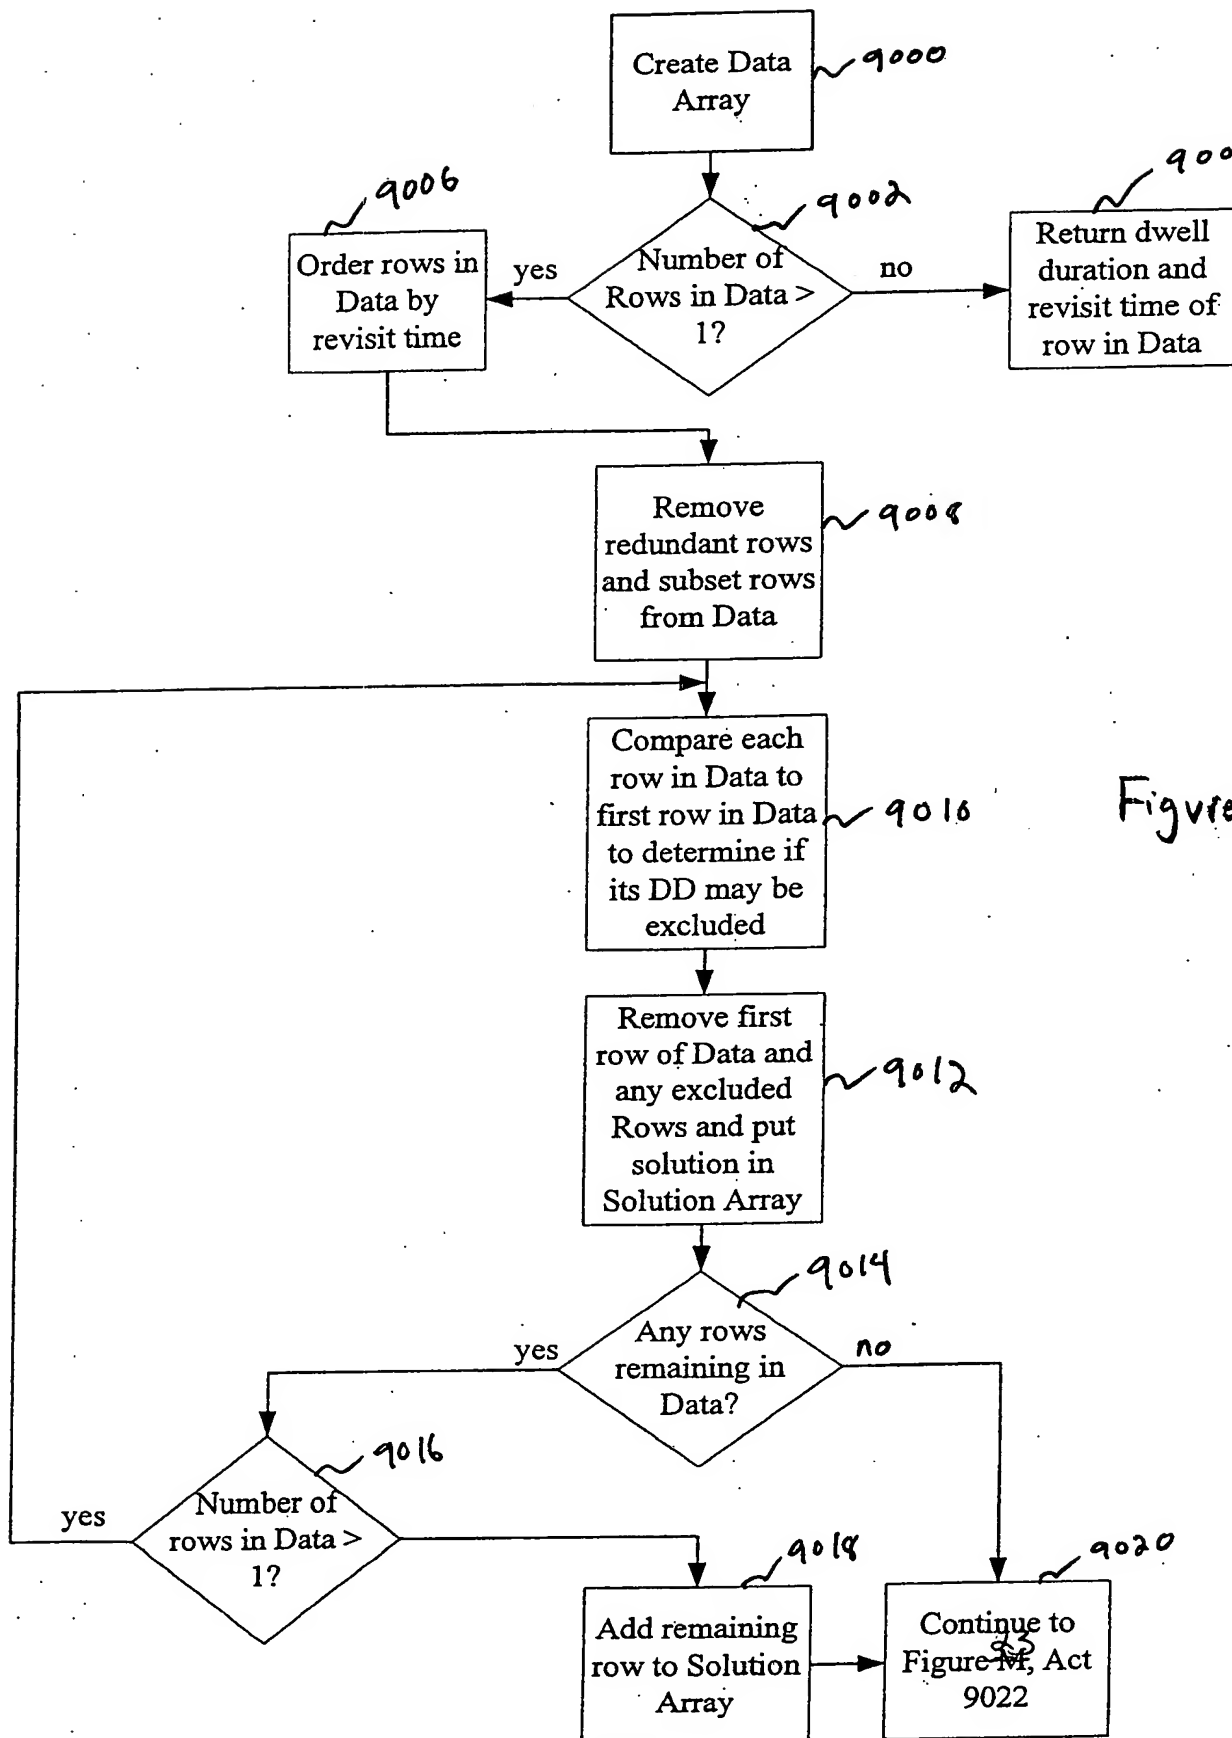 Create Data
Array
9000
9006
9002
Order rows in
Data by
revisit time
yes
Number of
Rows in Data >
1?
no
Return dwell
duration and
revisit time of
row in Data
Remove
redundant rows
and subset rows
from Data
9008
Compare each
row in Data to
first row in Data
to determine if
its DD may be
excluded
9010
Figure
Remove first
row of Data and
any excluded
Rows and put
solution in
Solution Array
9012
9014
yes
Any rows
remaining in
Data?
no
9016
yes
Number of
rows in Data >
1?
9018
9020
Add remaining
row to Solution
Array
Continue to
23
Figure M, Act
9022